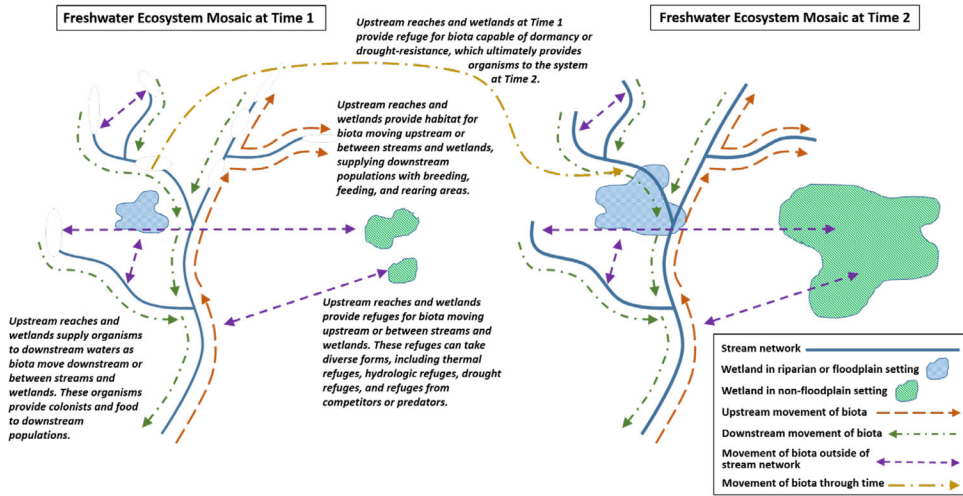 Freshwater Ecosystem Mosaic at Time 1
Upstream reaches and wetlands at Time 1
provide refuge for biota capable of dormancy or
drought-resistance, which ultimately provides
organisms to the system
at Time 2.
Freshwater Ecosystem Mosaic at Time 2
Upstream reaches and
wetlands provide habitat for
biota moving upstream or
between streams and wetlands,
supplying downstream
populations with breeding,
feeding, and rearing areas.
Upstream reaches and
wetlands supply organisms
to downstream waters as
biota move downstream or
between streams and
wetlands. These organisms
provide colonists and food
to downstream
populations.
Upstream reaches and wetlands
provide refuges for biota moving
upstream or between streams and
wetlands. These refuges can take
diverse forms, including thermal
refuges, hydrologic refuges, drought
refuges, and refuges from
competitors or predators.
Stream network
Wetland in riparian or floodplain setting
Wetland in non-floodplain setting
Upstream movement of biota
Downstream movement of biota
Movement of biota outside of
stream network
Movement of biota through time